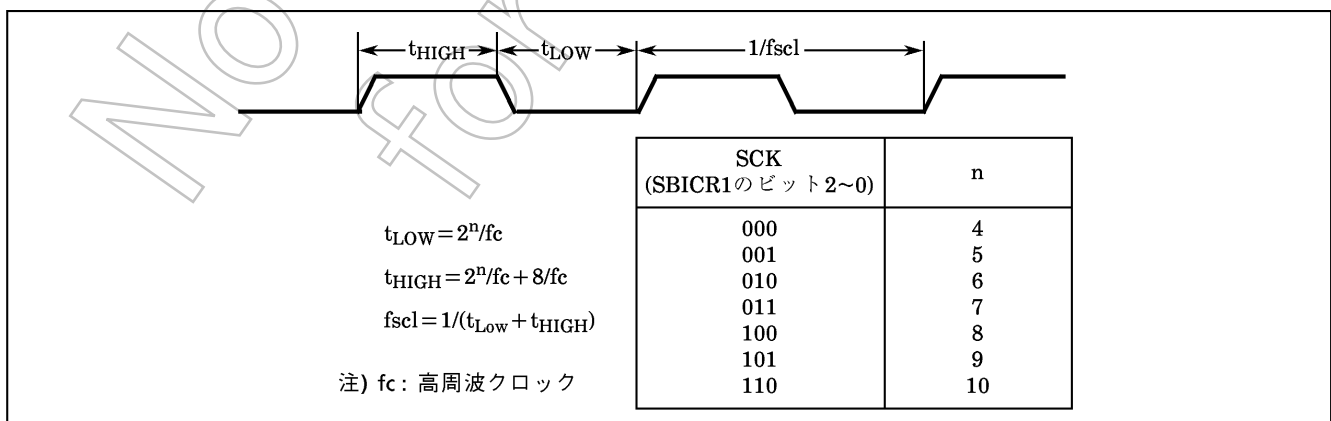 No
for
tHIGH tLOW 1/fscl
SCK
(SBICR1のビット2~0) n
000 4
001 5
010 6
011 7
100 8
101 9
110 10
tLOW=2ⁿ/fc
tHIGH=2ⁿ/fc+8/fc
fscl=1/(tLow+tHIGH)
注) fc : 高周波クロック